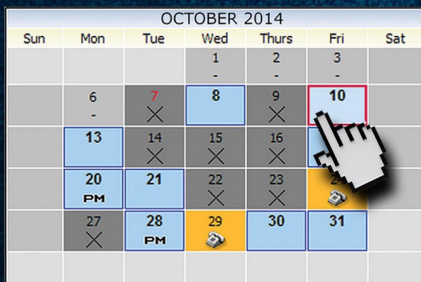 OCTOBER 2014
Sun Mon Tue Wed Thurs Fri Sat
1 2 3
- - -
6 7 8 9 10
-
13 14 15 16
20 21 22 23
PM
27 28 29 30 31
PM